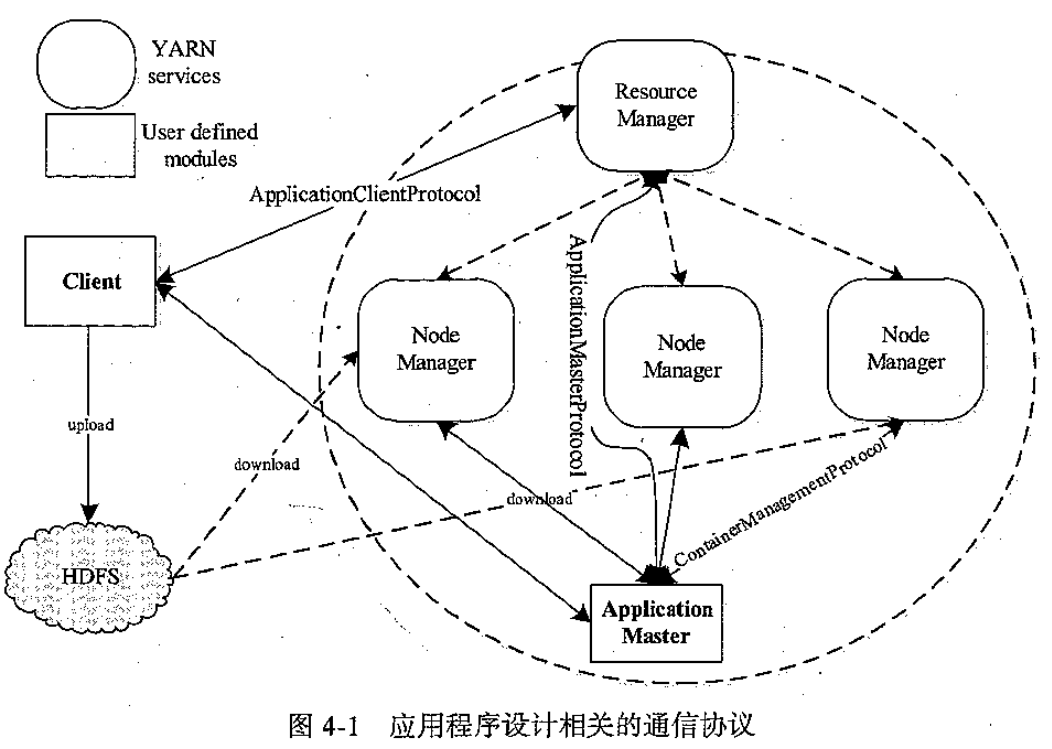 YARN
services
User defined
modules
Resource
Manager
ApplicationClientProtocol
Client
ApplicationMasterProtocol
Node
Manager
Node
Manager
Node
Manager
upload
download
download
ContainerManagementProtocol
HDFS
Application
Master
图 4-1 应用程序设计相关的通信协议